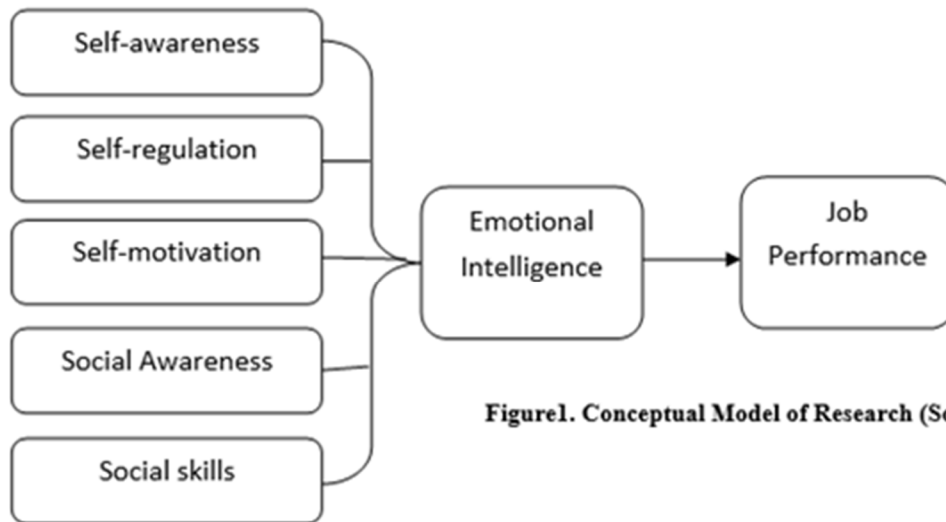 Self-awareness
Self-regulation
Self-motivation
Social Awareness
Social skills
Emotional
Intelligence
Job
Performance
Figure1. Conceptual Model of Research